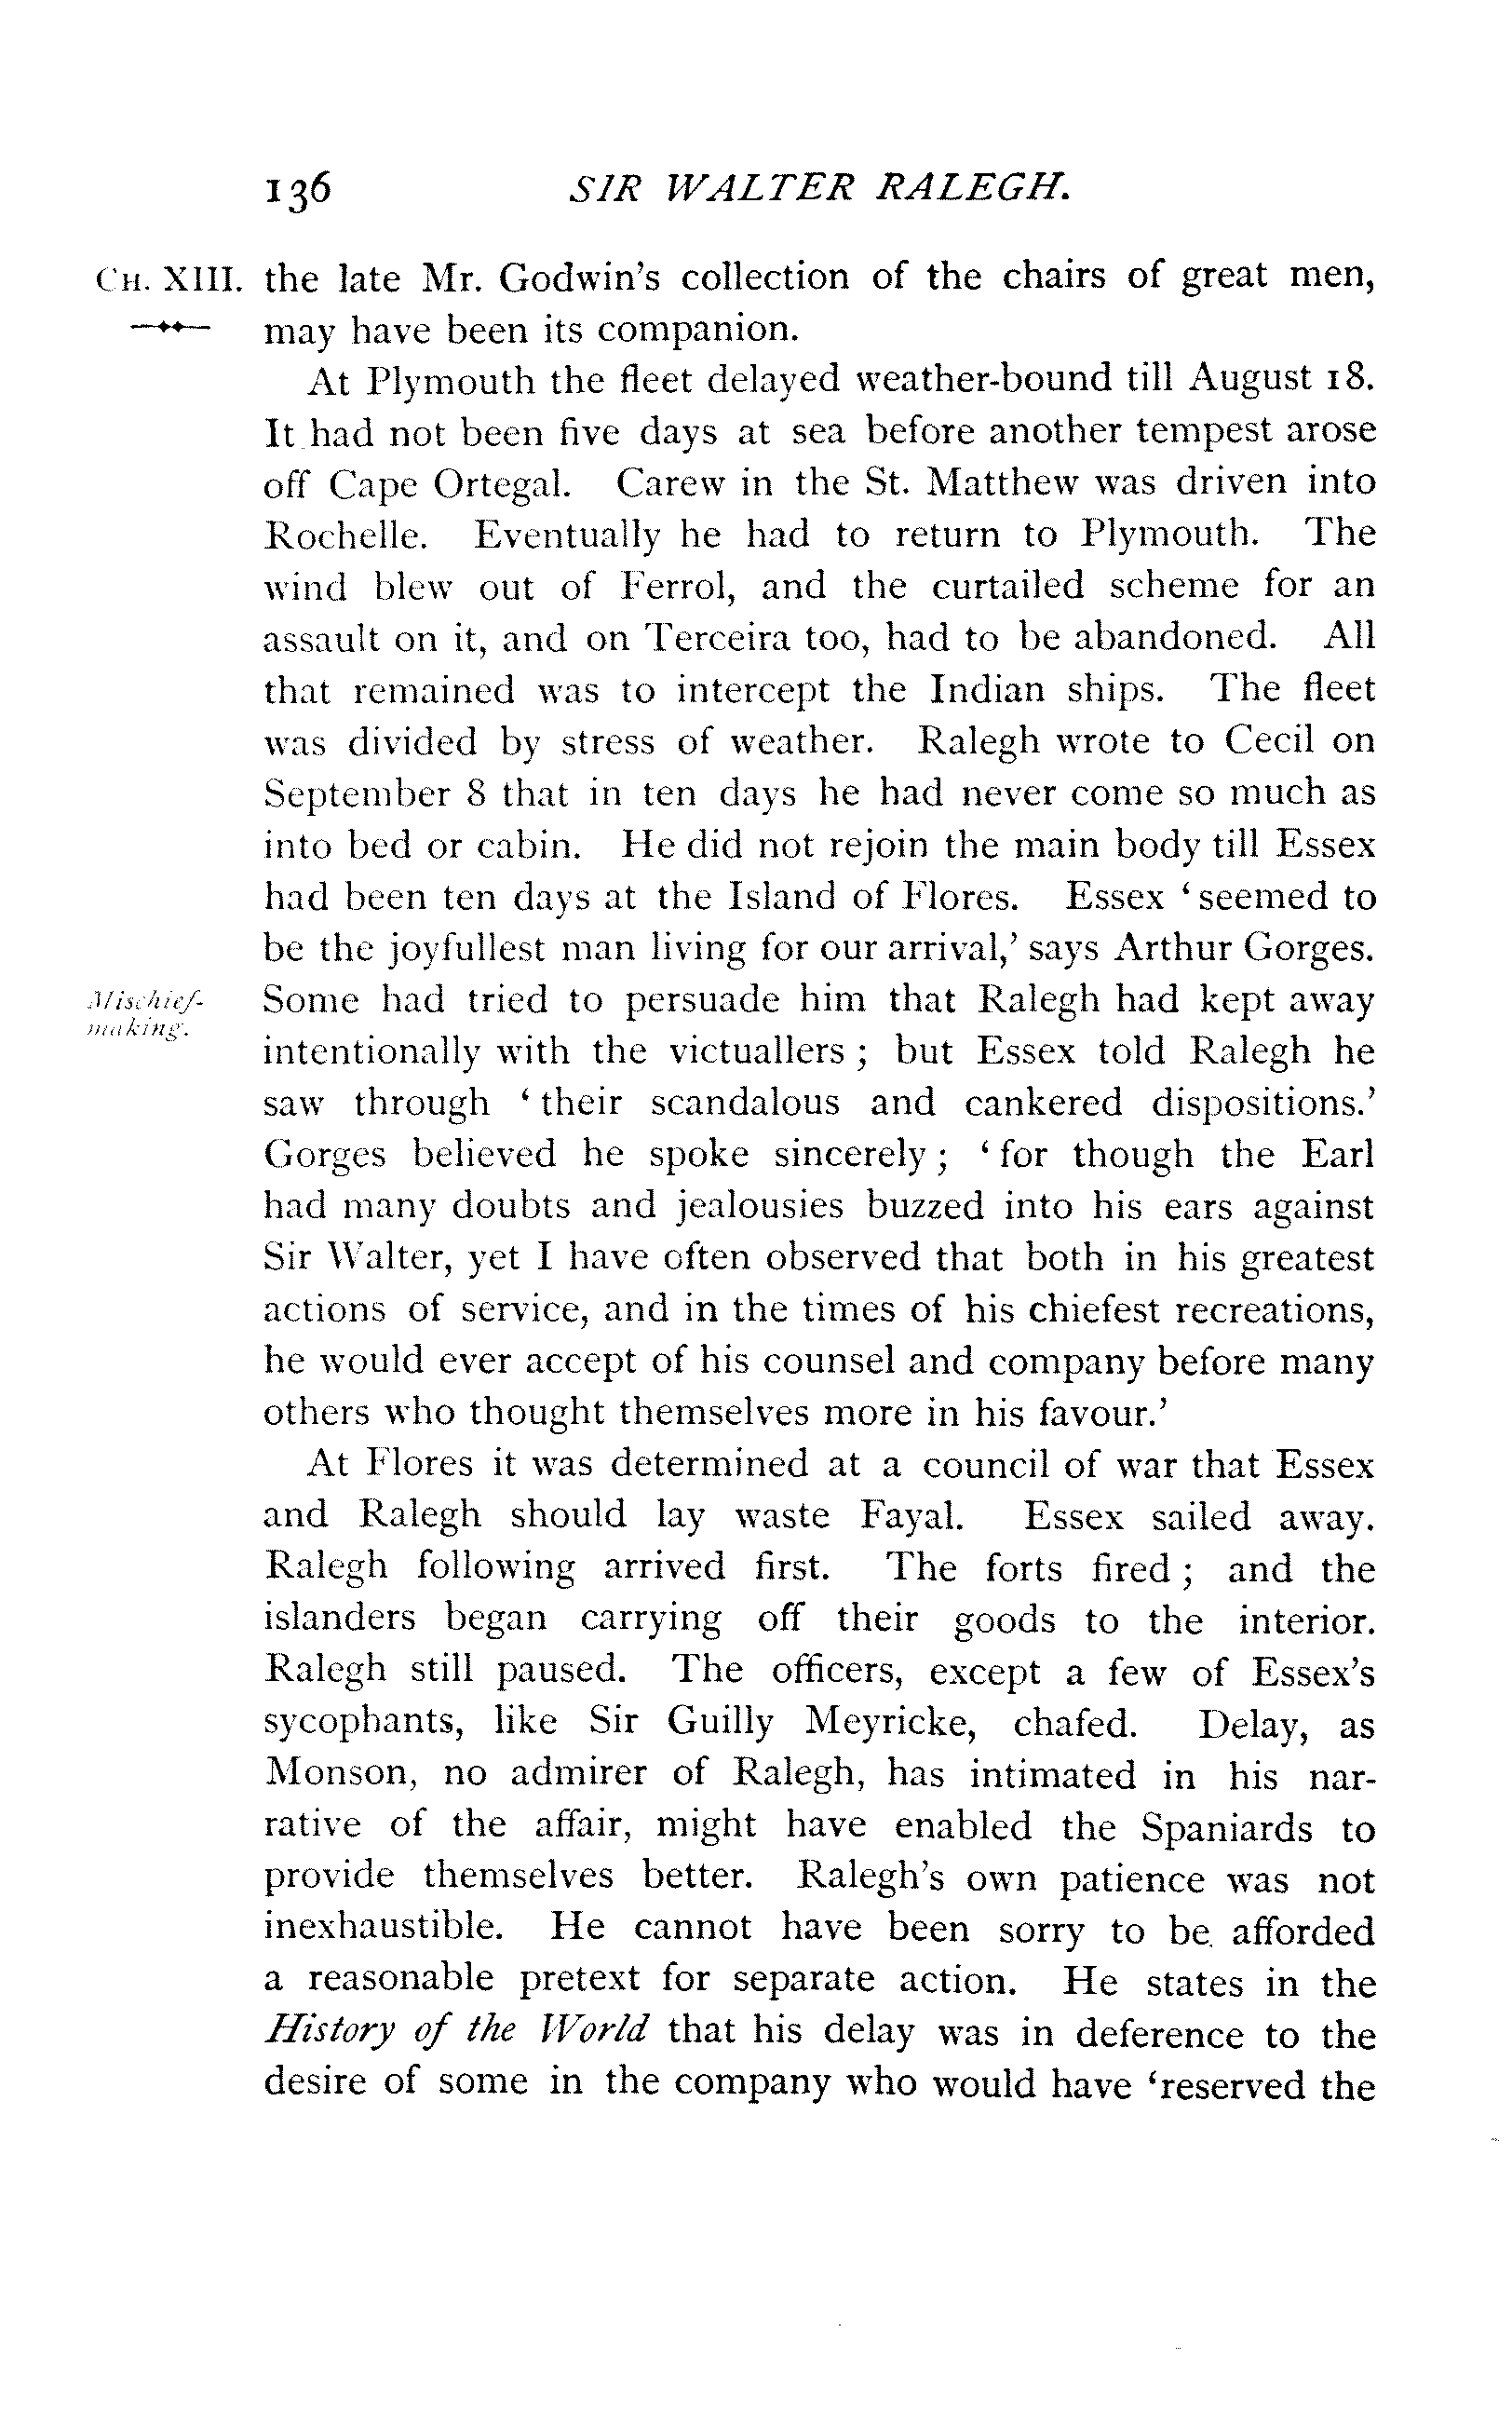 136 SIR WALTER RALEGH.
CH. XIII. the late Mr. Godwin's collection of the chairs of great men,
may have been its companion.
At Plymouth the fleet delayed weather-bound till August 18.
It had not been five days at sea before another tempest arose
off Cape Ortegal. Carew in the St. Matthew was driven into
Rochelle. Eventually he had to return to Plymouth. The
wind blew out of Ferrol, and the curtailed scheme for an
assault on it, and on Terceira too, had to be abandoned. All
that remained was to intercept the Indian ships. The fleet
was divided by stress of weather. Ralegh wrote to Cecil on
September 8 that in ten days he had never come so much as
into bed or cabin. He did not rejoin the main body till Essex
had been ten days at the Island of Flores. Essex ‘seemed to
be the joyfullest man living for our arrival,’ says Arthur Gorges.
Mischief- Some had tried to persuade him that Ralegh had kept away
making. intentionally with the victuallers; but Essex told Ralegh he
saw through ‘their scandalous and cankered dispositions.’
Gorges believed he spoke sincerely; ‘for though the Earl
had many doubts and jealousies buzzed into his ears against
Sir Walter, yet I have often observed that both in his greatest
actions of service, and in the times of his chiefest recreations,
he would ever accept of his counsel and company before many
others who thought themselves more in his favour.’
At Flores it was determined at a council of war that Essex
and Ralegh should lay waste Fayal. Essex sailed away.
Ralegh following arrived first. The forts fired; and the
islanders began carrying off their goods to the interior.
Ralegh still paused. The officers, except a few of Essex's
sycophants, like Sir Guilly Meyricke, chafed. Delay, as
Monson, no admirer of Ralegh, has intimated in his nar-
rative of the affair, might have enabled the Spaniards to
provide themselves better. Ralegh's own patience was not
inexhaustible. He cannot have been sorry to be afforded
a reasonable pretext for separate action. He states in the
History of the World that his delay was in deference to the
desire of some in the company who would have ‘reserved the